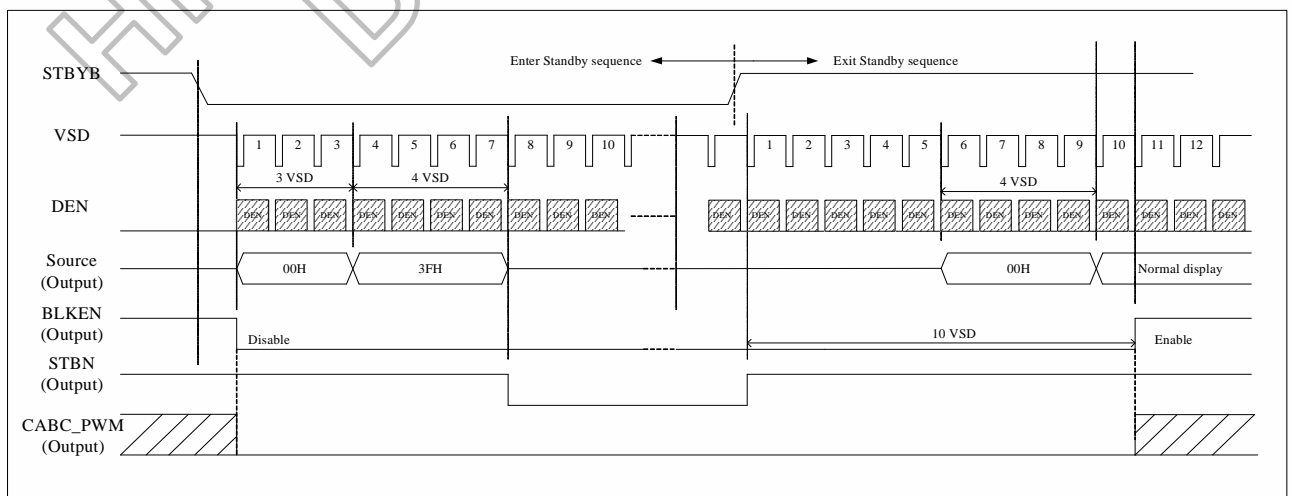 Enter Standby sequence Exit Standby sequence
STBYB
VSD 1 2 3 4 5 6 7 8 9 10 1 2 3 4 5 6 7 8 9 10 11 12
3 VSD 4 VSD 4 VSD
DEN DEN DEN DEN DEN DEN DEN DEN DEN DEN DEN DEN DEN DEN DEN DEN DEN DEN DEN DEN DEN DEN DEN DEN DEN
Source
(Output)
00H 3FH 00H Normal display
BLKEN
(Output)
Disable 10 VSD Enable
STBN
(Output)
CABC_PWM
(Output)